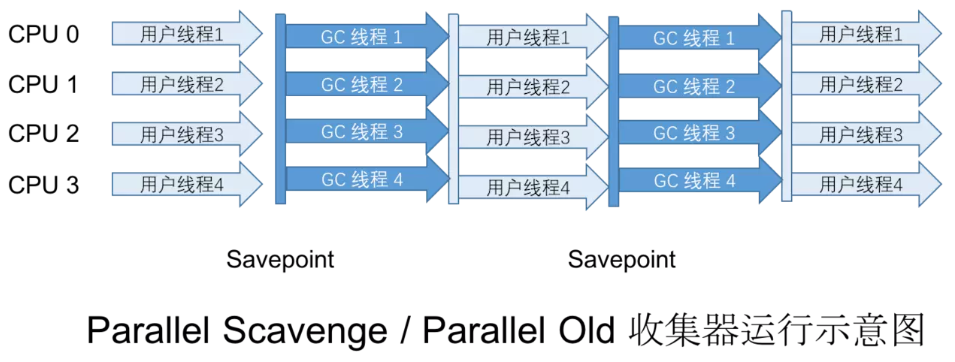 CPU 0 用户线程1 GC 线程 1 用户线程1 GC 线程 1 用户线程1
CPU 1 用户线程2 GC 线程 2 用户线程2 GC 线程 2 用户线程2
CPU 2 用户线程3 GC 线程 3 用户线程3 GC 线程 3 用户线程3
CPU 3 用户线程4 GC 线程 4 用户线程4 GC 线程 4 用户线程4
Savepoint Savepoint
Parallel Scavenge / Parallel Old 收集器运行示意图